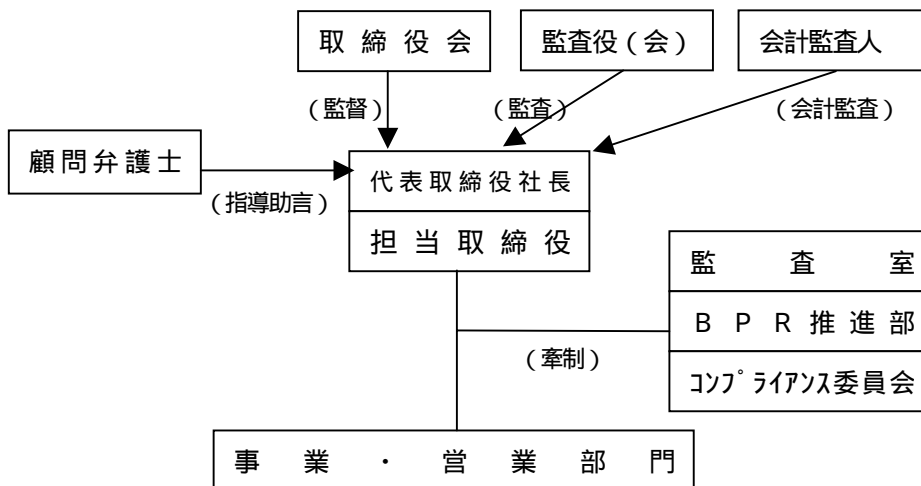 取締役会
監査役(会)
会計監査人
(監督)
(監査)
(会計監査)
顧問弁護士
(指導助言)
代表取締役社長
担当取締役
監査室
BPR推進部
(牽制)
コンプライアンス委員会
事業・営業部門